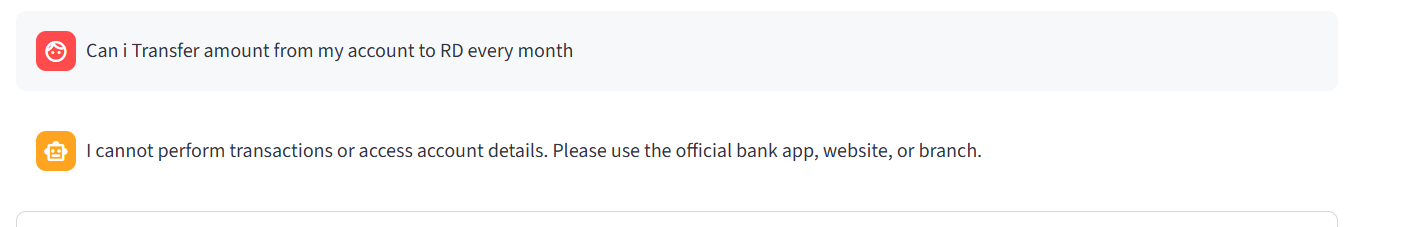 Can i Transfer amount from my account to RD every month
I cannot perform transactions or access account details. Please use the official bank app, website, or branch.